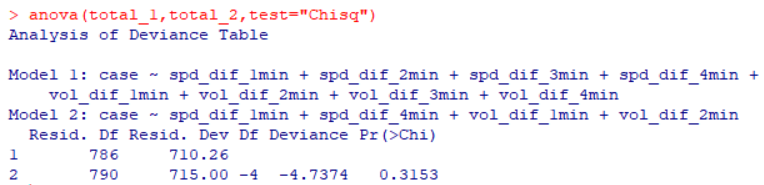 > anova(total_1,total_2,test="Chisq")
Analysis of Deviance Table
Model 1: case ~ spd_dif_1min + spd_dif_2min + spd_dif_3min + spd_dif_4min +
vol_dif_1min + vol_dif_2min + vol_dif_3min + vol_dif_4min
Model 2: case ~ spd_dif_1min + spd_dif_4min + vol_dif_1min + vol_dif_2min
Resid. Df Resid. Dev Df Deviance Pr(>Chi)
1 786 710.26
2 790 715.00 -4 -4.7374 0.3153